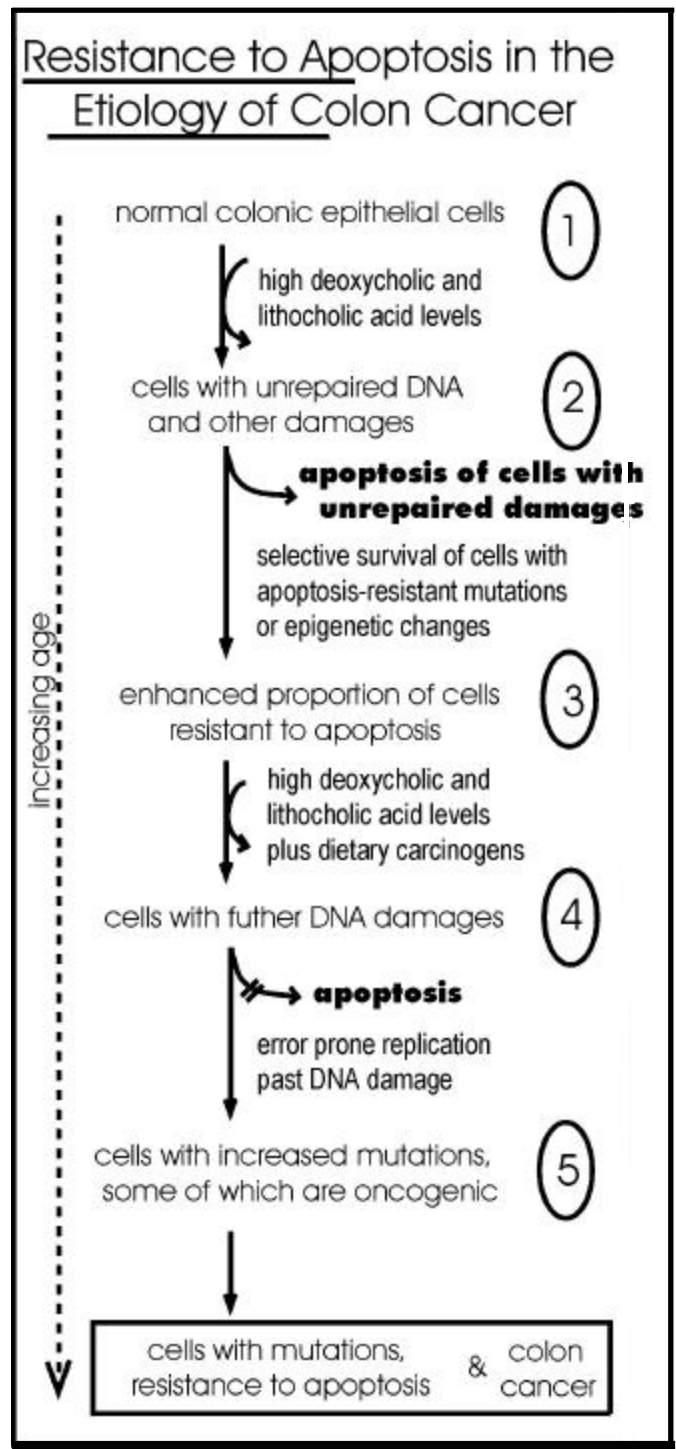 Resistance to Apoptosis in the
Etiology of Colon Cancer
normal colonic epithelial cells
1
high deoxycholic and
lithocholic acid levels
cells with unrepaired DNA
and other damages
2
apoptosis of cells with
unrepaired damages
selective survival of cells with
apoptosis-resistant mutations
or epigenetic changes
increasing age
enhanced proportion of cells
resistant to apoptosis
3
high deoxycholic and
lithocholic acid levels
plus dietary carcinogens
cells with futher DNA damages
4
apoptosis
error prone replication
past DNA damage
cells with increased mutations,
some of which are oncogenic
5
cells with mutations,
resistance to apoptosis
&
colon
cancer